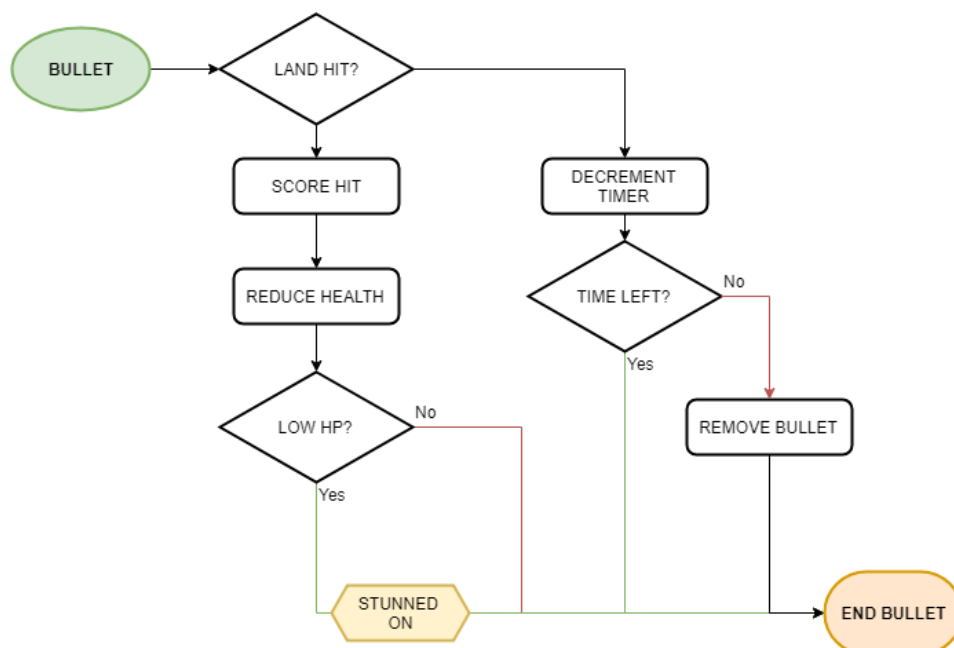 BULLET
LAND HIT?
SCORE HIT
DECREMENT
TIMER
REDUCE HEALTH
TIME LEFT?
No
Yes
LOW HP?
No
REMOVE BULLET
Yes
STUNNED
ON
END BULLET